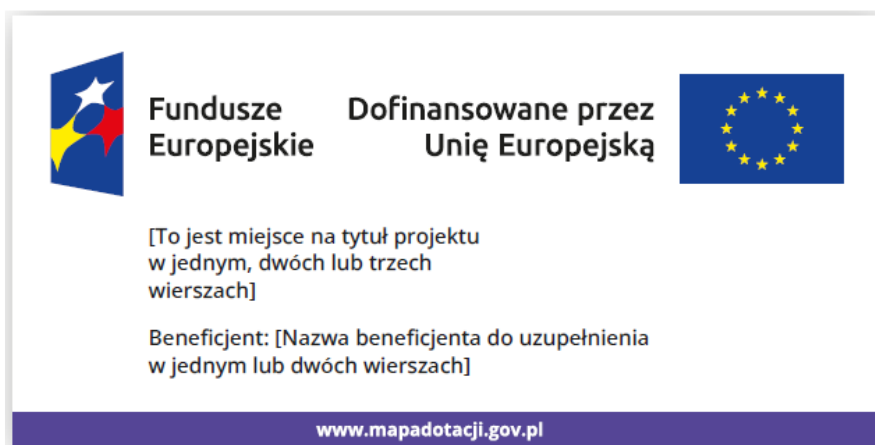 Fundusze
Europejskie
Dofinansowane przez
Unię Europejską
[To jest miejsce na tytuł projektu
w jednym, dwóch lub trzech
wierszach]
Beneficjent: [Nazwa beneficjenta do uzupełnienia
w jednym lub dwóch wierszach]
www.mapadotacji.gov.pl